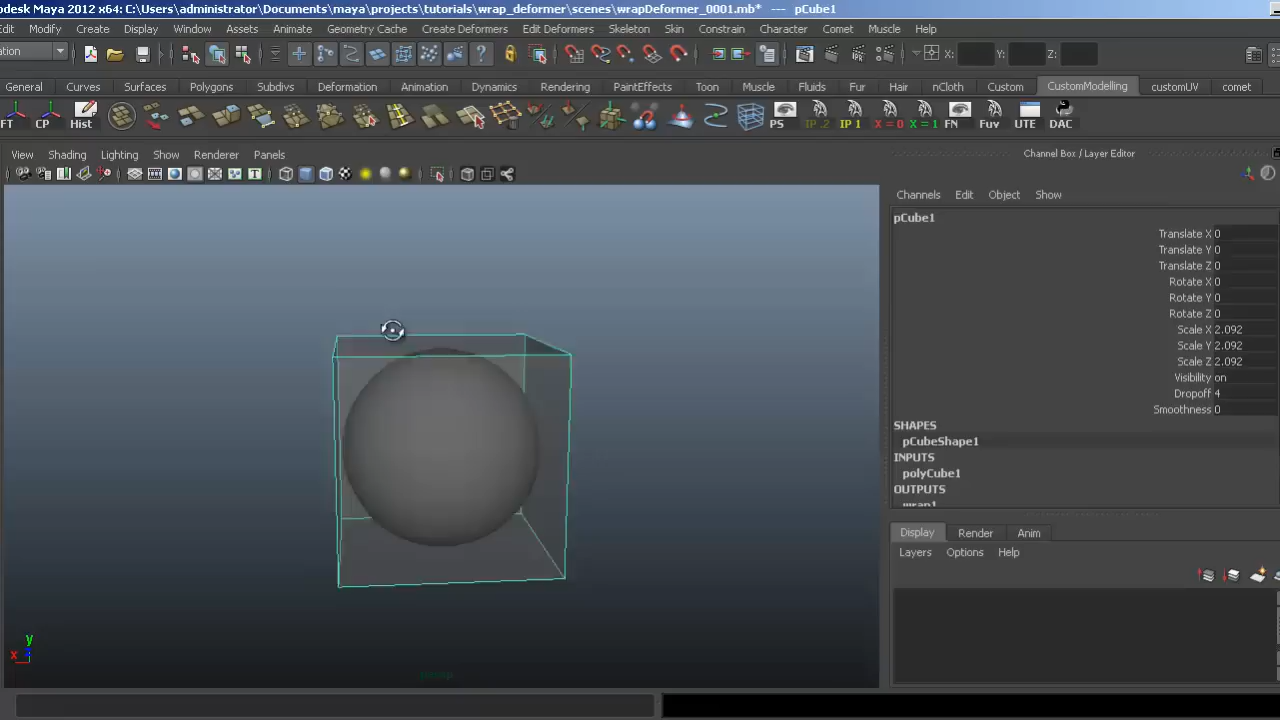 odesk Maya 2012 x64: C:\Users\administrator\Documents\maya\projects\tutorials\wrap_deformer\scenes\wrapDeformer_0001.mb* --- pCube1
Edit Modify Create Display Window Assets Animate Geometry Cache Create Deformers Edit Deformers Skeleton Skin Constrain Character Comet Muscle Help
ation X: Y: Z:
General Curves Surfaces Polygons Subdivs Deformation Animation Dynamics Rendering PaintEffects Toon Muscle Fluids Fur Hair nCloth Custom CustomModelling customUV comet
FT CP Hist PS IP .2 IP 1 X = 0 X = 1 FN Fuv UTE DAC
View Shading Lighting Show Renderer Panels
Channel Box / Layer Editor
Channels Edit Object Show
pCube1
Translate X 0
Translate Y 0
Translate Z 0
Rotate X 0
Rotate Y 0
Rotate Z 0
Scale X 2.092
Scale Y 2.092
Scale Z 2.092
Visibility on
Dropoff 4
Smoothness 0
SHAPES
pCubeShape1
INPUTS
polyCube1
OUTPUTS
wrap1
Display Render Anim
Layers Options Help
y
x z
persp